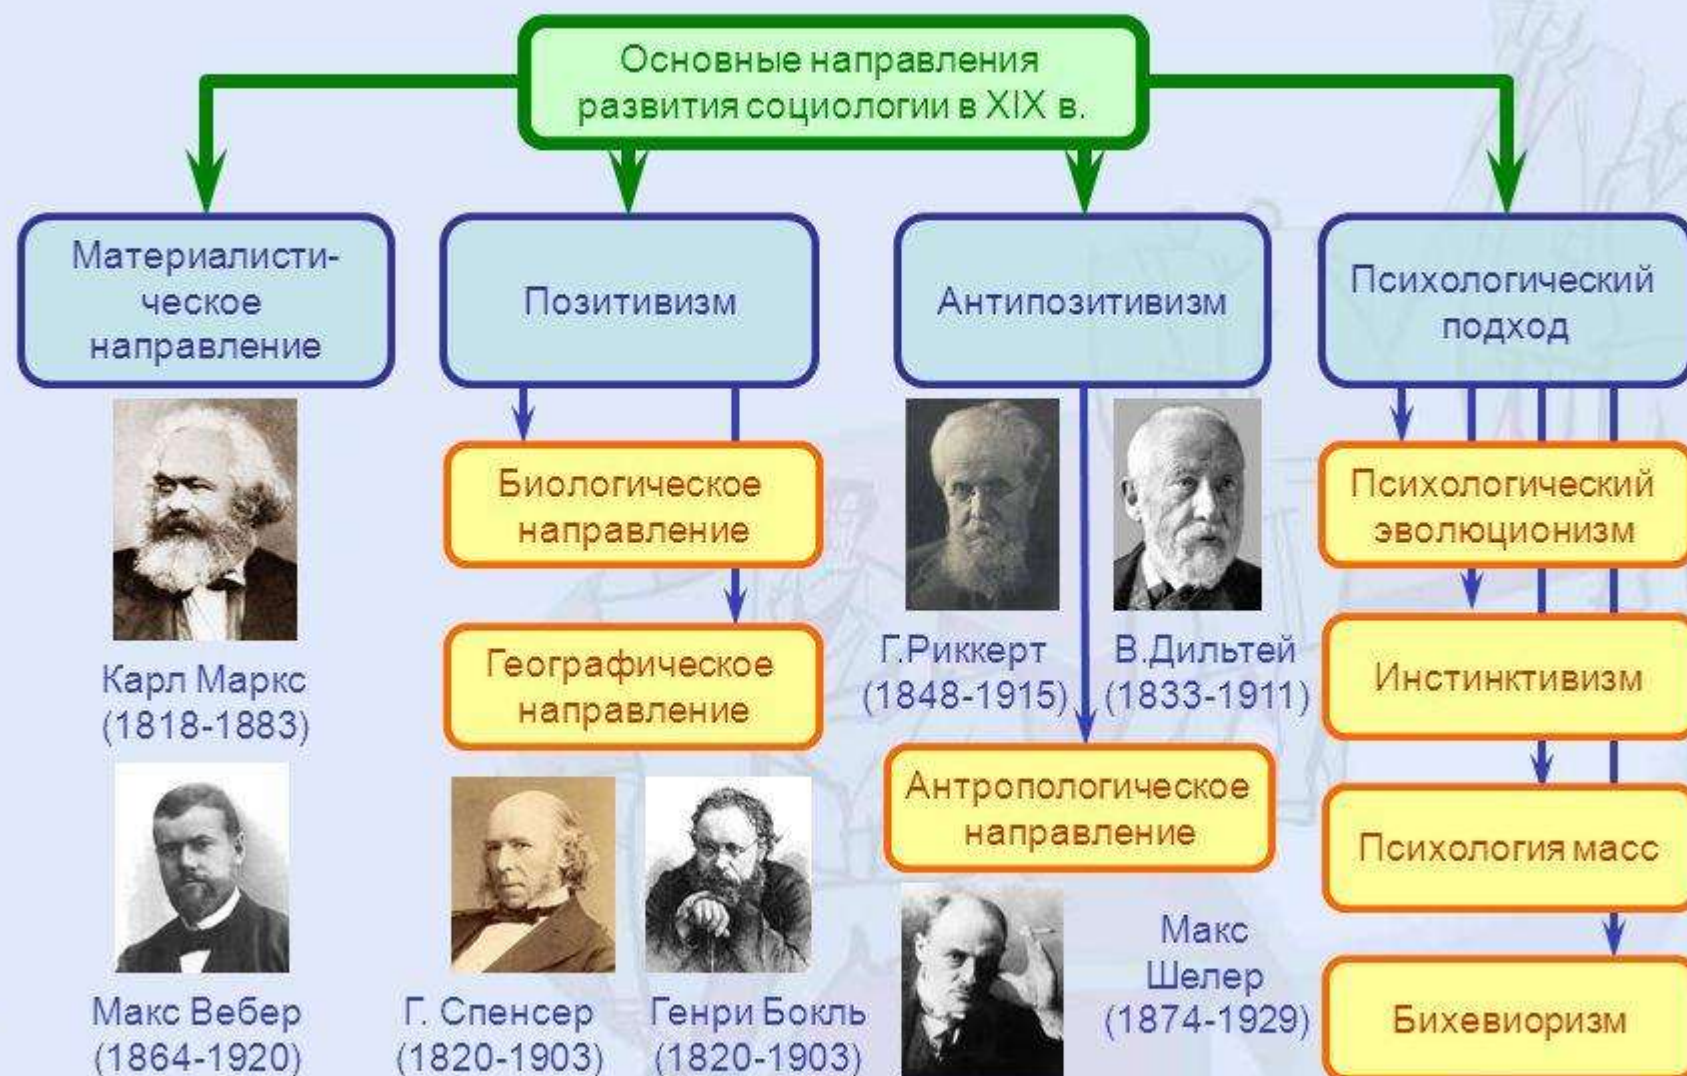 Основные направления
развития социологии в XIX в.
Материалисти-
ческое
направление
Позитивизм
Антипозитивизм
Психологический
подход
Карл Маркс
(1818-1883)
Макс Вебер
(1864-1920)
Биологическое
направление
Географическое
направление
Г. Спенсер
(1820-1903)
Генри Бокль
(1820-1903)
Г.Риккерт
(1848-1915)
В.Дильтей
(1833-1911)
Антропологическое
направление
Макс
Шелер
(1874-1929)
Психологический
эволюционизм
Инстинктивизм
Психология масс
Бихевиоризм